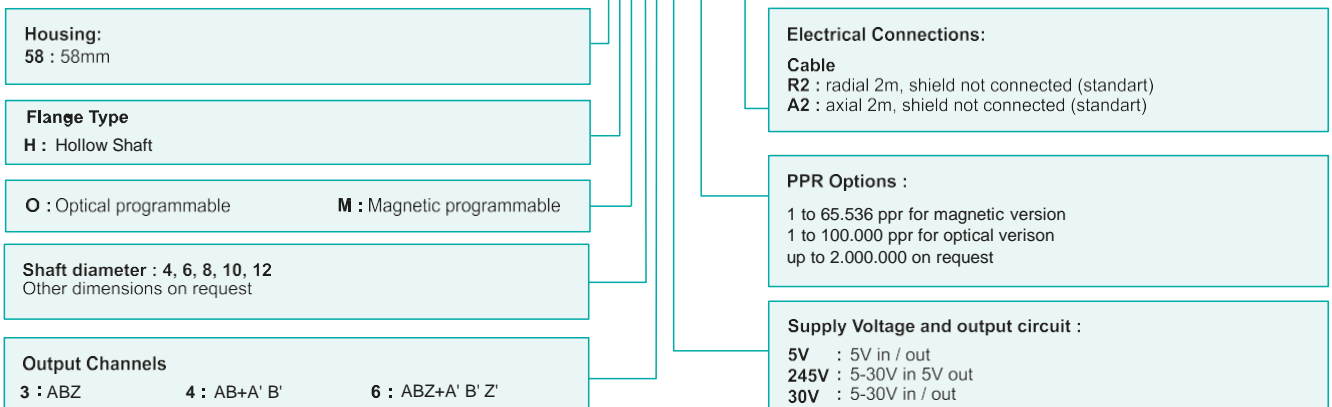 Housing:
58 : 58mm
Flange Type
H : Hollow Shaft
O : Optical programmable M : Magnetic programmable
Shaft diameter : 4, 6, 8, 10, 12
Other dimensions on request
Output Channels
3 : ABZ 4 : AB+A' B' 6 : ABZ+A' B' Z'
Electrical Connections:
Cable
R2 : radial 2m, shield not connected (standart)
A2 : axial 2m, shield not connected (standart)
PPR Options :
1 to 65.536 ppr for magnetic version
1 to 100.000 ppr for optical verison
up to 2.000.000 on request
Supply Voltage and output circuit :
5V : 5V in / out
245V : 5-30V in 5V out
30V : 5-30V in / out